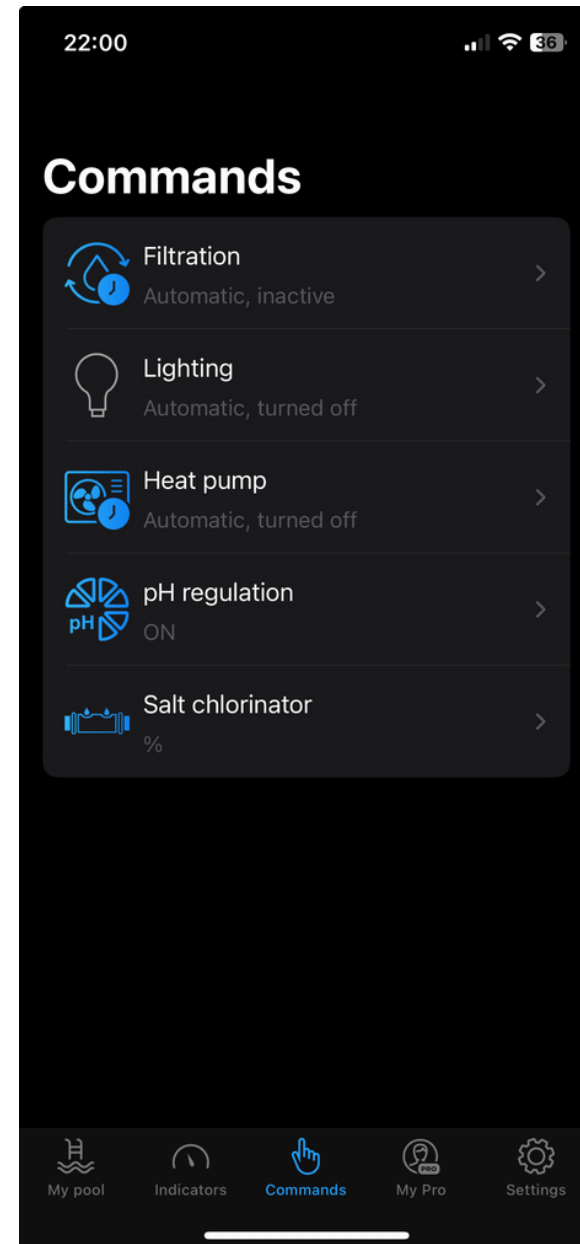 22:00
36
Commands
Filtration
Automatic, inactive
Lighting
Automatic, turned off
Heat pump
Automatic, turned off
pH regulation
pH
ON
Salt chlorinator
%
PRO
My pool Indicators Commands My Pro Settings